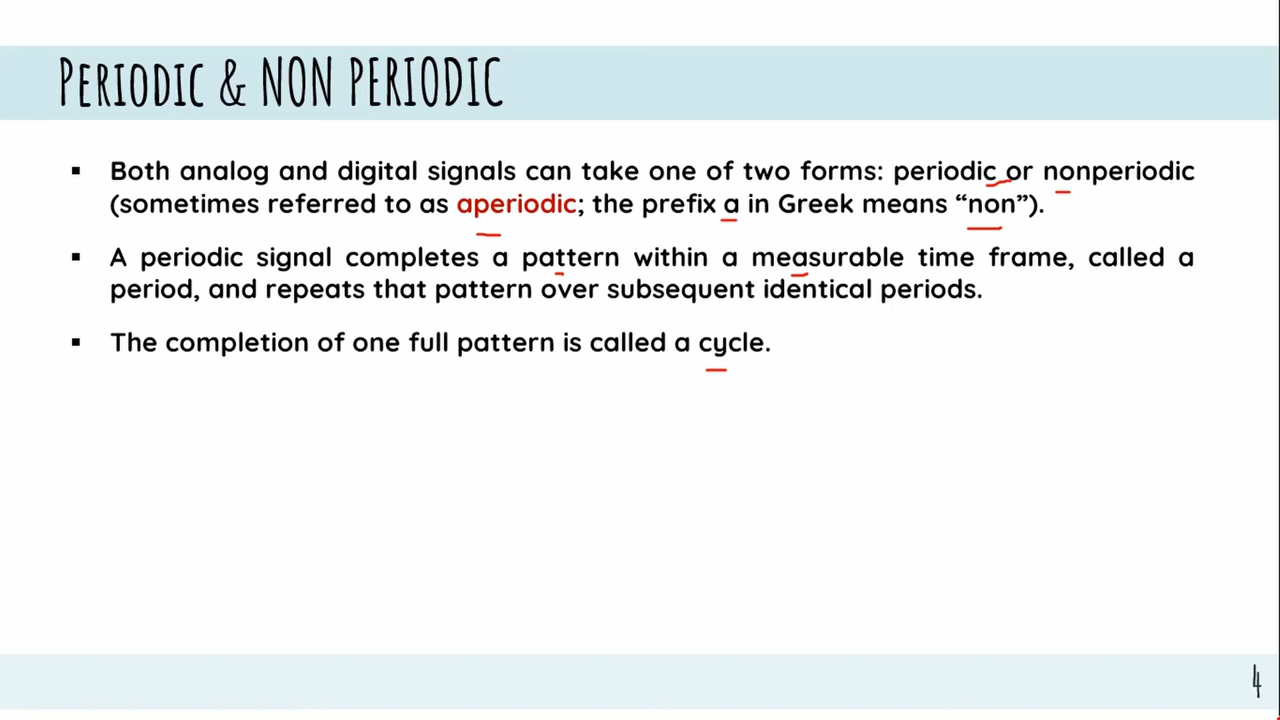 PERIODIC & NON PERIODIC
▪ Both analog and digital signals can take one of two forms: periodic or nonperiodic
(sometimes referred to as aperiodic; the prefix a in Greek means “non”).
▪ A periodic signal completes a pattern within a measurable time frame, called a
period, and repeats that pattern over subsequent identical periods.
▪ The completion of one full pattern is called a cycle.
4